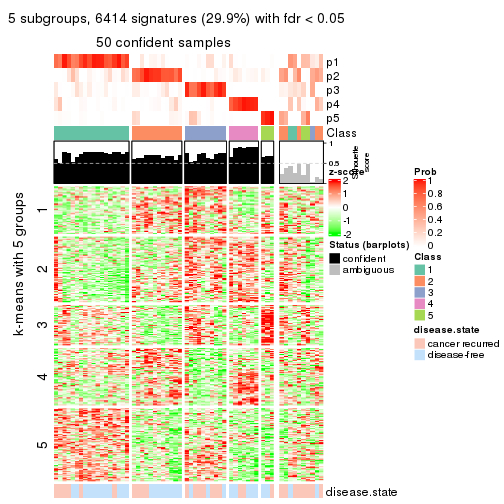 5 subgroups, 6414 signatures (29.9%) with fdr < 0.05
50 confident samples
p1
p2
p3
p4
p5
Class
1
0.5
0
Silhouette
score
k-means with 5 groups
1
2
3
4
5
z-score
2
1
0
-1
-2
Status (barplots)
confident
ambiguous
Prob
1
0.8
0.6
0.4
0.2
0
Class
1
2
3
4
5
disease.state
cancer recurred
disease-free
disease.state